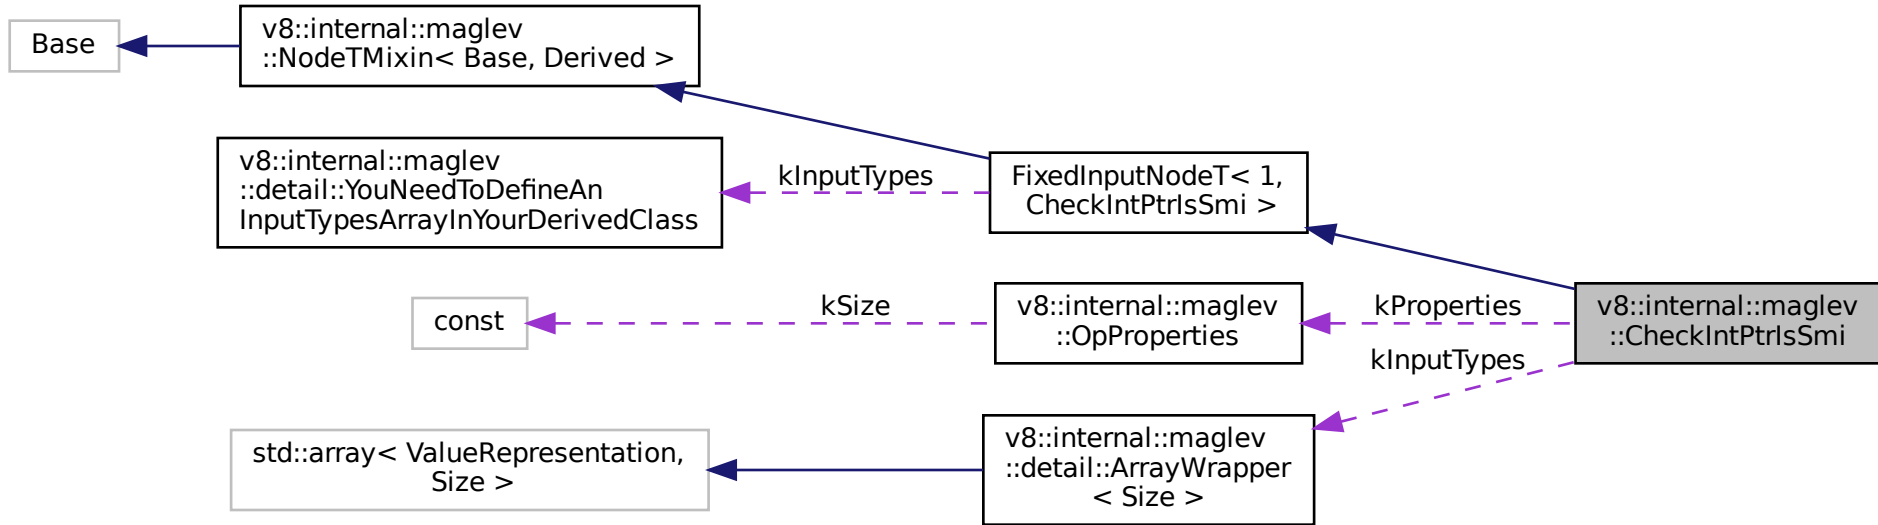 Base
v8::internal::maglev
::NodeTMixin< Base, Derived >
v8::internal::maglev
::detail::YouNeedToDefineAn
InputTypesArrayInYourDerivedClass
kInputTypes
FixedInputNodeT< 1,
CheckIntPtrIsSmi >
const
kSize
v8::internal::maglev
::OpProperties
kProperties
v8::internal::maglev
::CheckIntPtrIsSmi
kInputTypes
std::array< ValueRepresentation,
Size >
v8::internal::maglev
::detail::ArrayWrapper
< Size >